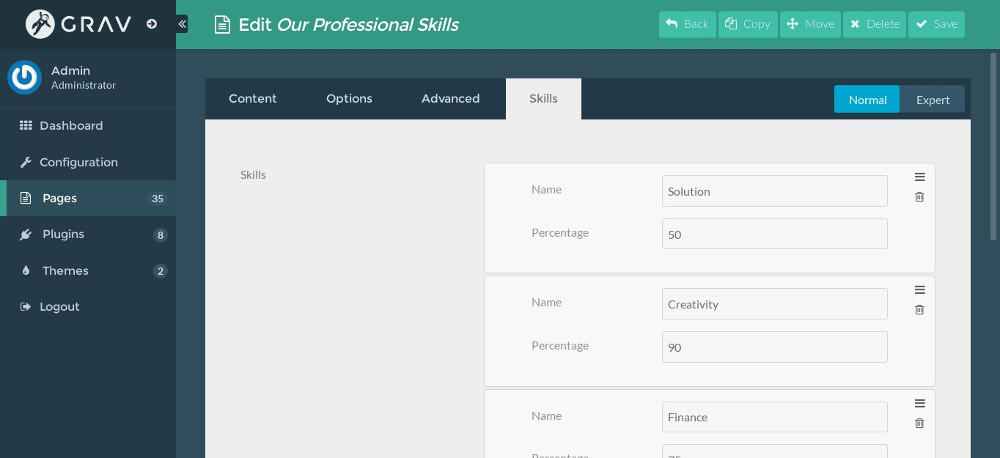 GRAV
Edit Our Professional Skills
Back
Copy
Move
Delete
Save
Admin
Administrator
Dashboard
Configuration
Pages 35
Plugins 8
Themes 2
Logout
Content
Options
Advanced
Skills
Normal
Expert
Skills
Name
Solution
Percentage
50
Name
Creativity
Percentage
90
Name
Finance
Percentage